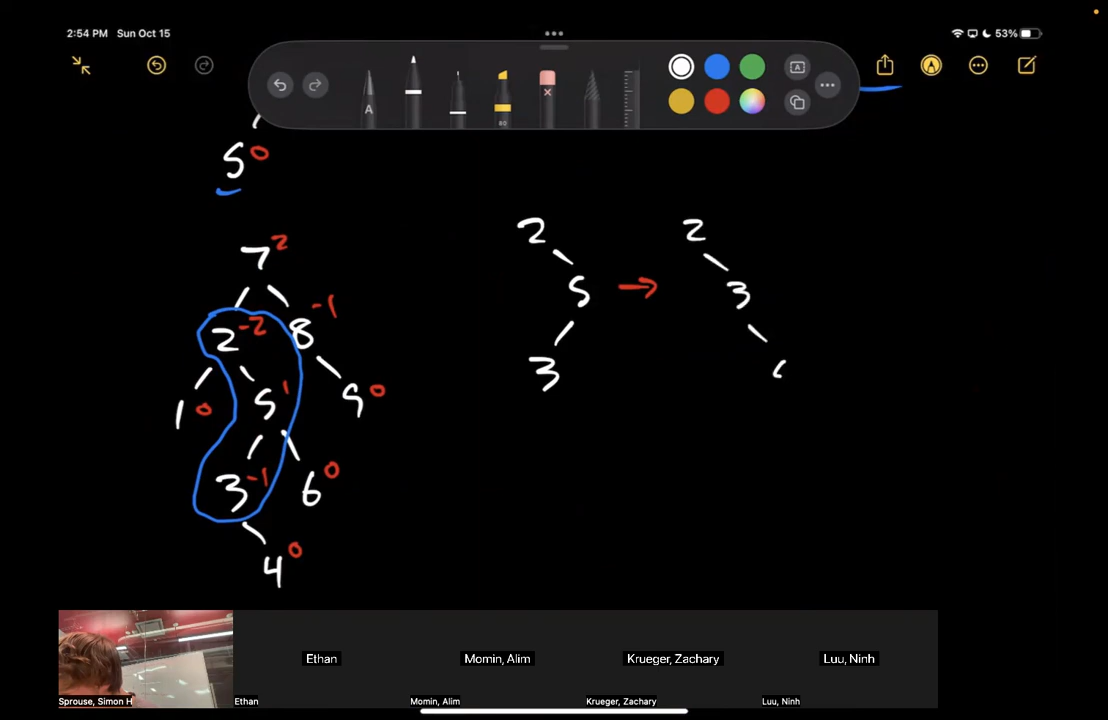 2:54 PM Sun Oct 15
53%
A
80
A
5 0
7 2
2 -2 8 -1
1 0 5 1 9 0
3 -1 6 0
4 0
2 → 2
5 3
3
Ethan
Momin, Alim
Krueger, Zachary
Luu, Ninh
Sprouse, Simon H
Ethan
Momin, Alim
Krueger, Zachary
Luu, Ninh